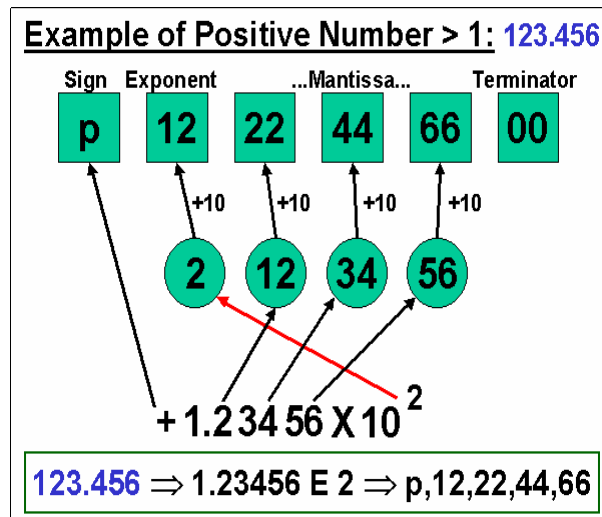 Example of Positive Number > 1: 123.456
Sign Exponent ...Mantissa... Terminator
p 12 22 44 66 00
+10 +10 +10 +10
2 12 34 56
+ 1.2 34 56 X 10 2
123.456 ⇒ 1.23456 E 2 ⇒ p,12,22,44,66